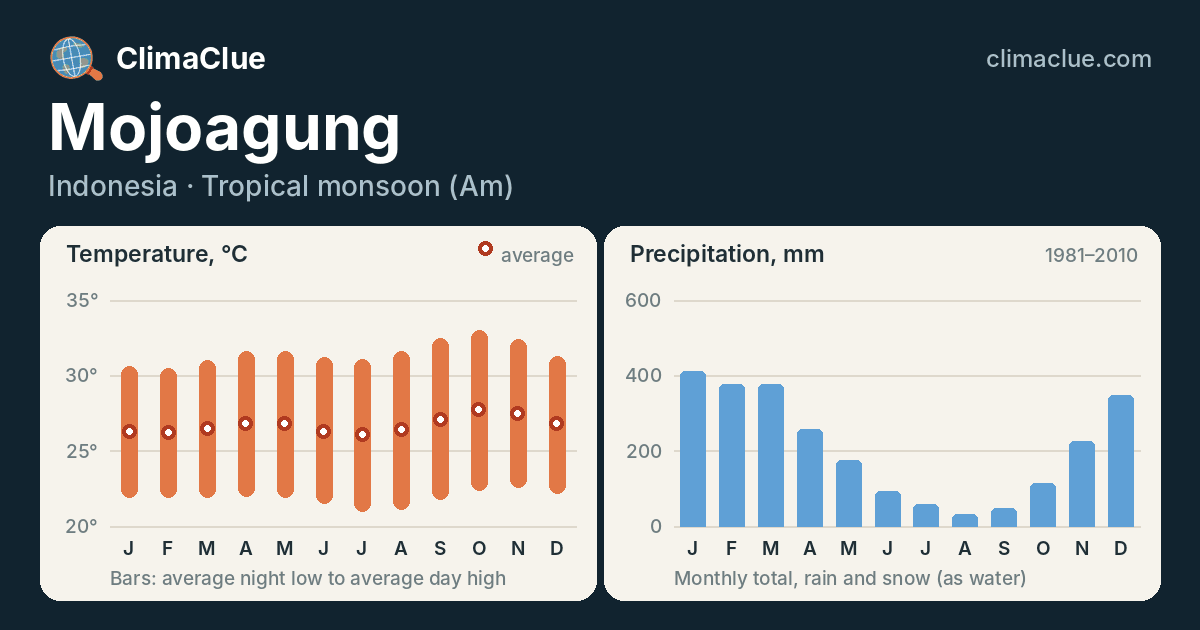 ClimaClue
climaclue.com
Mojoagung
Indonesia · Tropical monsoon (Am)
Temperature, °C
average
35°
30°
25°
20°
J F M A M J J A S O N D
Bars: average night low to average day high
Precipitation, mm
1981–2010
600
400
200
0
J F M A M J J A S O N D
Monthly total, rain and snow (as water)